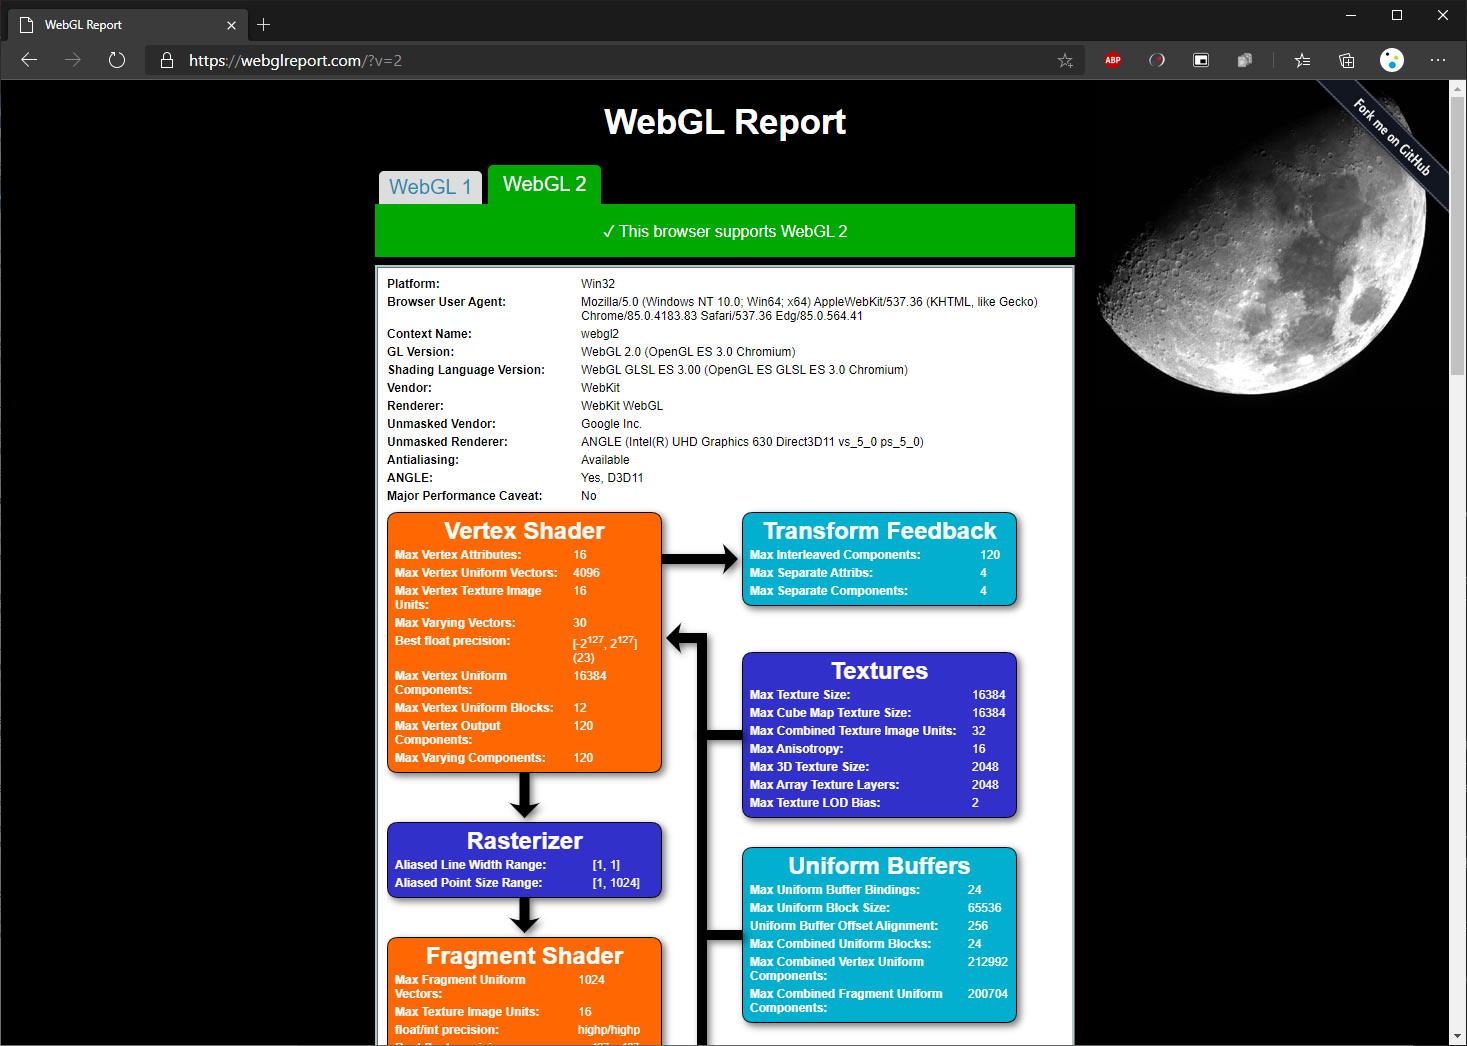 WebGL Report
https://webglreport.com/?v=2
ABP
WebGL Report
Fork me on GitHub
WebGL 1
WebGL 2
✓ This browser supports WebGL 2
Platform: Win32
Browser User Agent: Mozilla/5.0 (Windows NT 10.0; Win64; x64) AppleWebKit/537.36 (KHTML, like Gecko)
Chrome/85.0.4183.83 Safari/537.36 Edg/85.0.564.41
Context Name: webgl2
GL Version: WebGL 2.0 (OpenGL ES 3.0 Chromium)
Shading Language Version: WebGL GLSL ES 3.00 (OpenGL ES GLSL ES 3.0 Chromium)
Vendor: WebKit
Renderer: WebKit WebGL
Unmasked Vendor: Google Inc.
Unmasked Renderer: ANGLE (Intel(R) UHD Graphics 630 Direct3D11 vs_5_0 ps_5_0)
Antialiasing: Available
ANGLE: Yes, D3D11
Major Performance Caveat: No
Vertex Shader
Max Vertex Attributes: 16
Max Vertex Uniform Vectors: 4096
Max Vertex Texture Image 16
Units:
Max Varying Vectors: 30
Best float precision: [-2^127, 2^127]
(23)
Max Vertex Uniform 16384
Components:
Max Vertex Uniform Blocks: 12
Max Vertex Output 120
Components:
Max Varying Components: 120
Rasterizer
Aliased Line Width Range: [1, 1]
Aliased Point Size Range: [1, 1024]
Fragment Shader
Max Fragment Uniform 1024
Vectors:
Max Texture Image Units: 16
float/int precision: highp/highp
Transform Feedback
Max Interleaved Components: 120
Max Separate Attribs: 4
Max Separate Components: 4
Textures
Max Texture Size: 16384
Max Cube Map Texture Size: 16384
Max Combined Texture Image Units: 32
Max Anisotropy: 16
Max 3D Texture Size: 2048
Max Array Texture Layers: 2048
Max Texture LOD Bias: 2
Uniform Buffers
Max Uniform Buffer Bindings: 24
Max Uniform Block Size: 65536
Uniform Buffer Offset Alignment: 256
Max Combined Uniform Blocks: 24
Max Combined Vertex Uniform 212992
Components:
Max Combined Fragment Uniform 200704
Components: